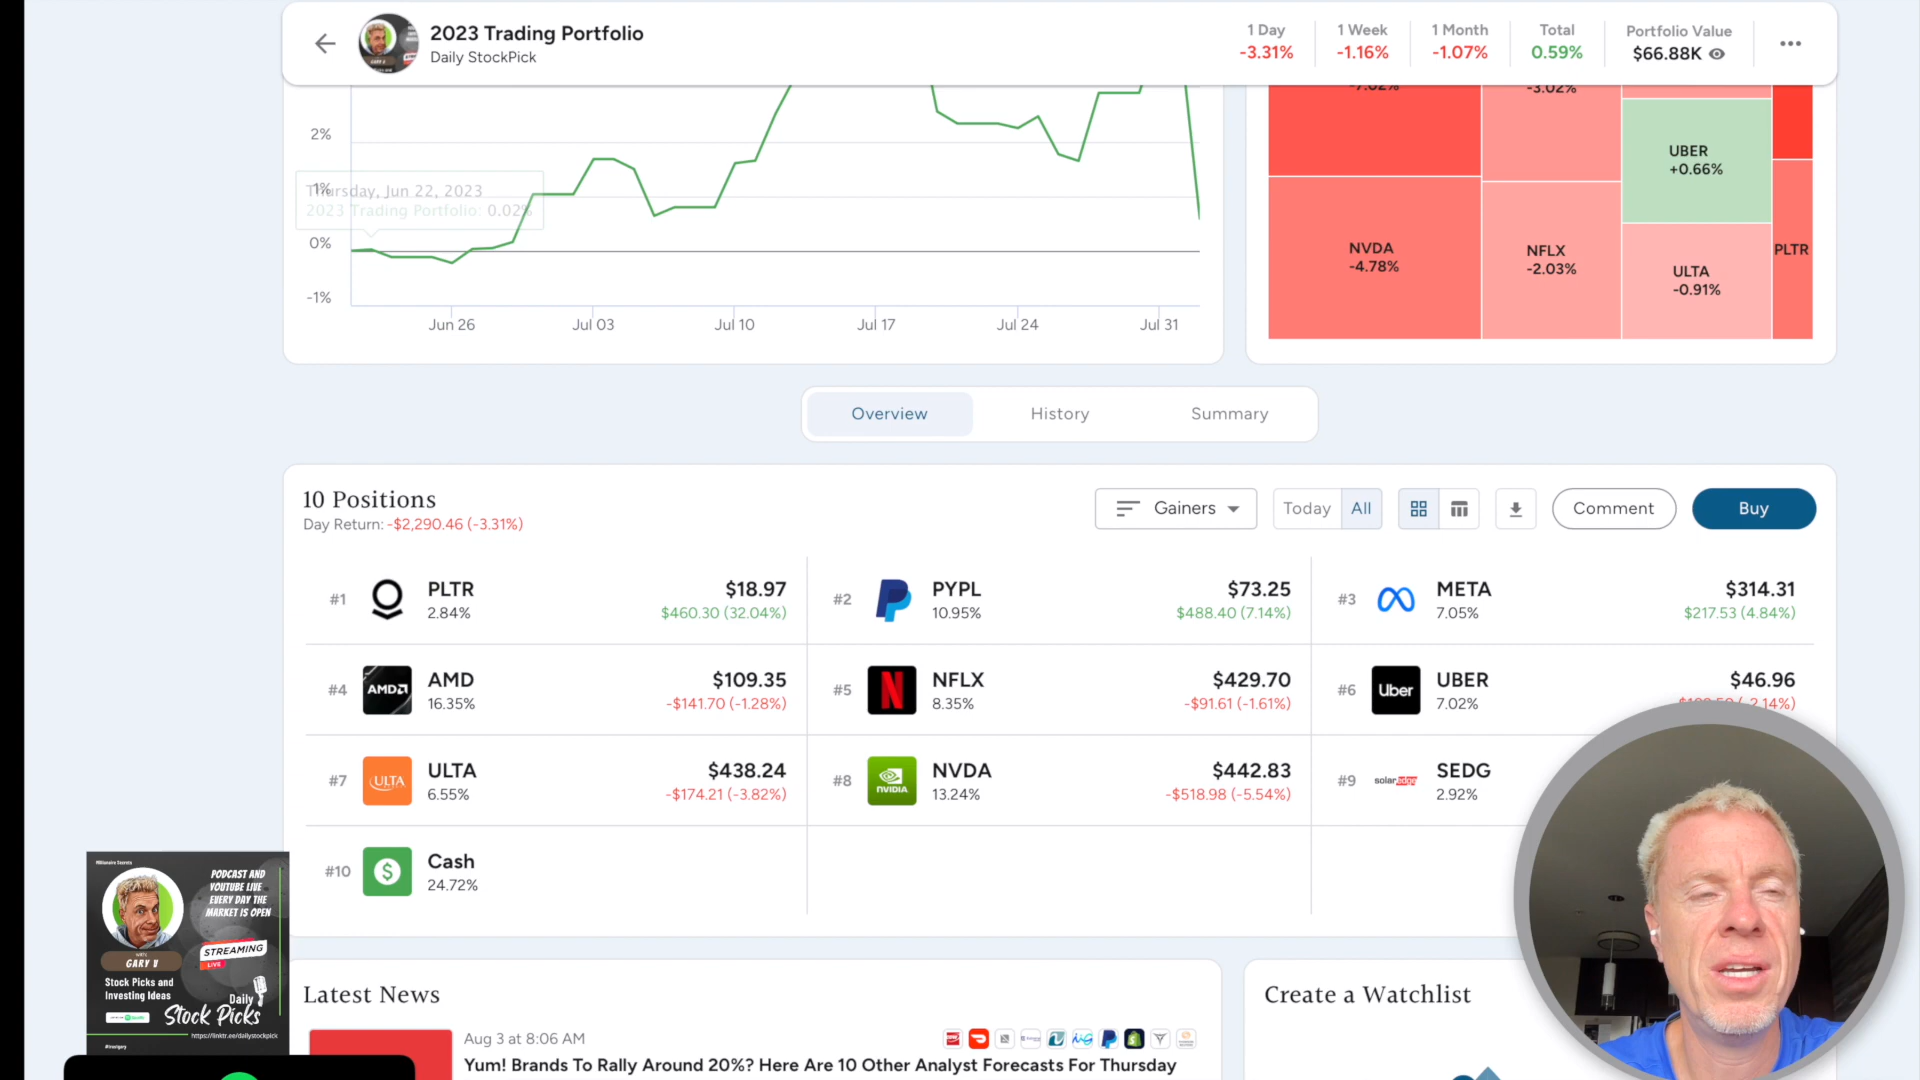 2023 Trading Portfolio
Daily StockPick
1 Day
-3.31%
1 Week
-1.16%
1 Month
-1.07%
Total
0.59%
Portfolio Value
$66.88K
2%
1%
0%
-1%
Thursday, Jun 22, 2023
2023 Trading Portfolio: 0.02%
Jun 26
Jul 03
Jul 10
Jul 17
Jul 24
Jul 31
-7.02%
-3.02%
UBER
+0.66%
NVDA
-4.78%
NFLX
-2.03%
ULTA
-0.91%
PLTR
Overview
History
Summary
10 Positions
Day Return: -$2,290.46 (-3.31%)
Gainers
Today
All
Comment
Buy
#1
PLTR
2.84%
$18.97
$460.30 (32.04%)
#2
PYPL
10.95%
$73.25
$488.40 (7.14%)
#3
META
7.05%
$314.31
$217.53 (4.84%)
#4
AMD
AMD
16.35%
$109.35
-$141.70 (-1.28%)
#5
NFLX
8.35%
$429.70
-$91.61 (-1.61%)
#6
Uber
UBER
7.02%
$46.96
#7
ULTA
ULTA
6.55%
$438.24
-$174.21 (-3.82%)
#8
NVIDIA
NVDA
13.24%
$442.83
-$518.98 (-5.54%)
#9
solaredge
SEDG
2.92%
#10
Cash
24.72%
PODCAST AND
YOUTUBE LIVE
EVERY DAY THE
MARKET IS OPEN
STREAMING
LIVE
GARY V
Stock Picks and
Investing Ideas
Daily
Stock Picks
https://linktr.ee/dailystockpick
Latest News
Aug 3 at 8:06 AM
Yum! Brands To Rally Around 20%? Here Are 10 Other Analyst Forecasts For Thursday
Create a Watchlist